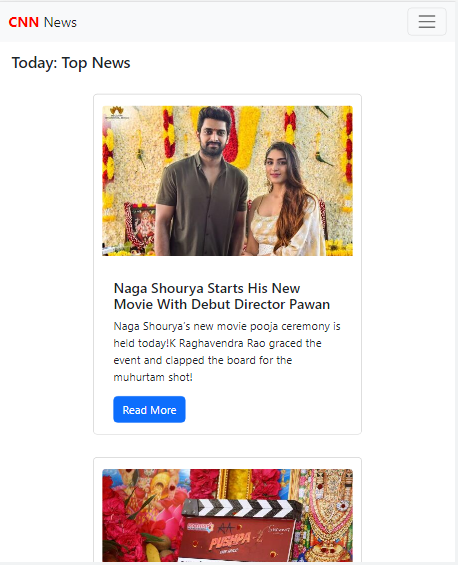 CNN News
Today: Top News
Naga Shourya Starts His New
Movie With Debut Director Pawan
Naga Shourya's new movie pooja ceremony is
held today!K Raghavendra Rao graced the
event and clapped the board for the
muhurtam shot!
Read More
PUSHPA-2